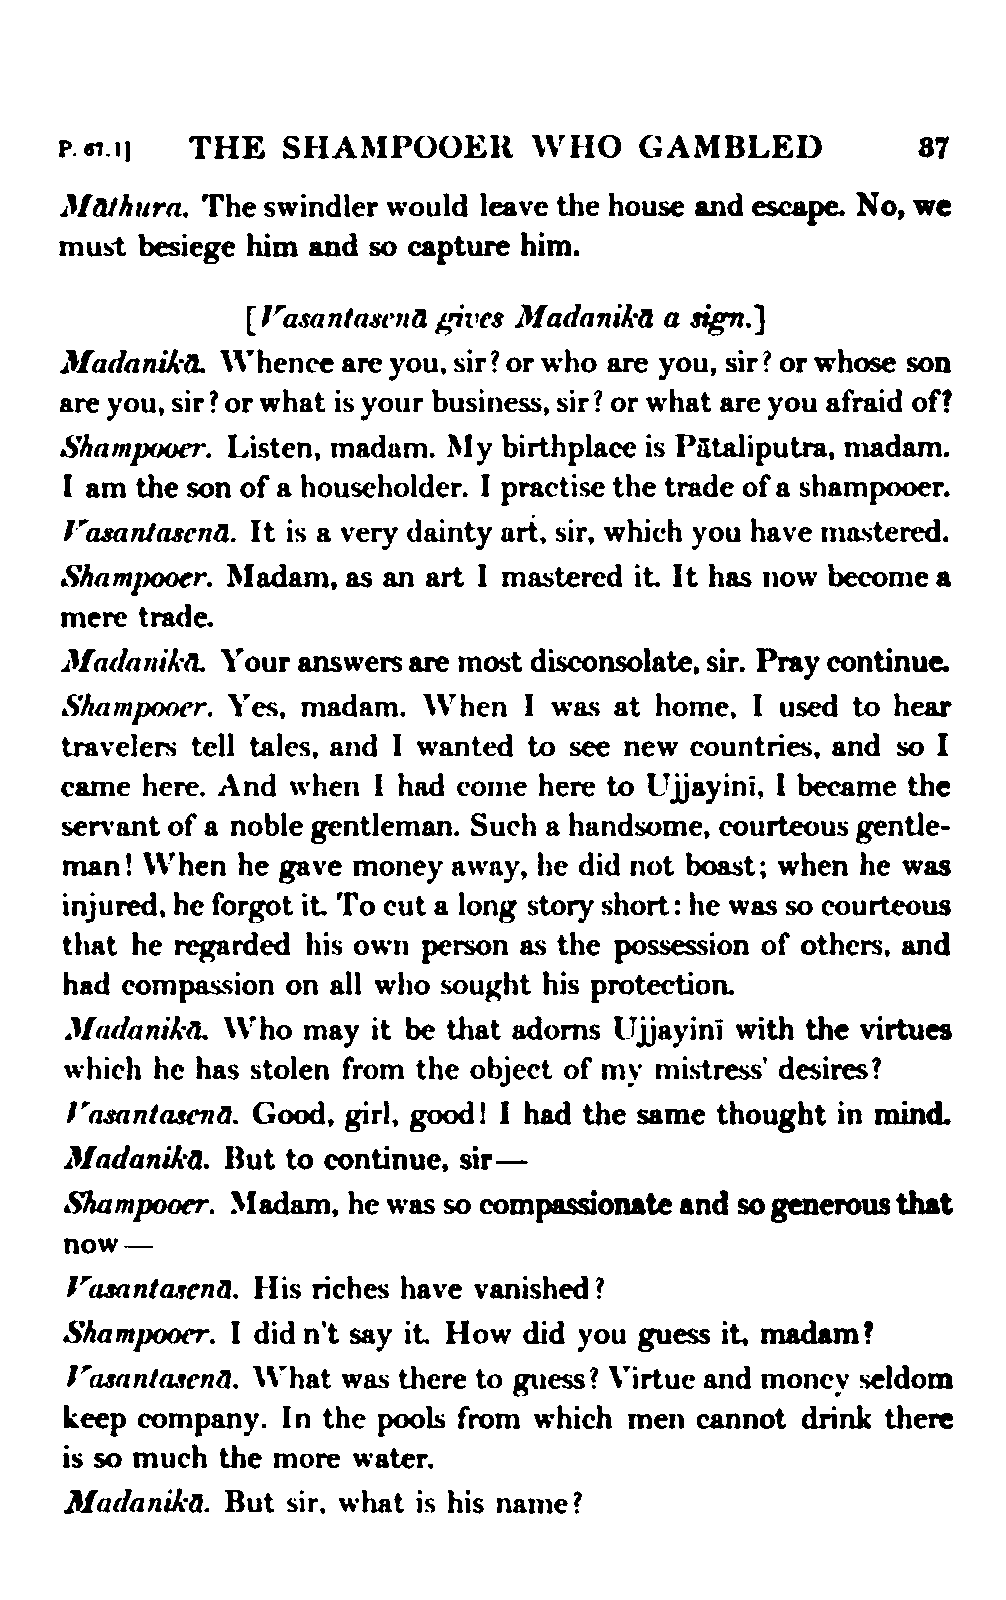 P. 67.1] THE SHAMPOOER WHO GAMBLED 37
Māthura. The swindler would leave the house and escape. No, we
must besiege him and so capture him.
[Vasantasenā gives Madanikā a sign.]
Madanikā. Whence are you, sir? or who are you, sir? or whose son
are you, sir? or what is your business, sir? or what are you afraid of?
Shampooer. Listen, madam. My birthplace is Pātaliputra, madam.
I am the son of a householder. I practise the trade of a shampooer.
Vasantasenā. It is a very dainty art, sir, which you have mastered.
Shampooer. Madam, as an art I mastered it. It has now become a
mere trade.
Madanikā. Your answers are most disconsolate, sir. Pray continue.
Shampooer. Yes, madam. When I was at home, I used to hear
travelers tell tales, and I wanted to see new countries, and so I
came here. And when I had come here to Ujjayinī, I became the
servant of a noble gentleman. Such a handsome, courteous gentle-
man! When he gave money away, he did not boast; when he was
injured, he forgot it. To cut a long story short: he was so courteous
that he regarded his own person as the possession of others, and
had compassion on all who sought his protection.
Madanikā. Who may it be that adorns Ujjayinī with the virtues
which he has stolen from the object of my mistress' desires?
Vasantasenā. Good, girl, good! I had the same thought in mind.
Madanikā. But to continue, sir—
Shampooer. Madam, he was so compassionate and so generous that
now—
Vasantasenā. His riches have vanished?
Shampooer. I didn't say it. How did you guess it, madam?
Vasantasenā. What was there to guess? Virtue and money seldom
keep company. In the pools from which men cannot drink there
is so much the more water.
Madanikā. But sir, what is his name?